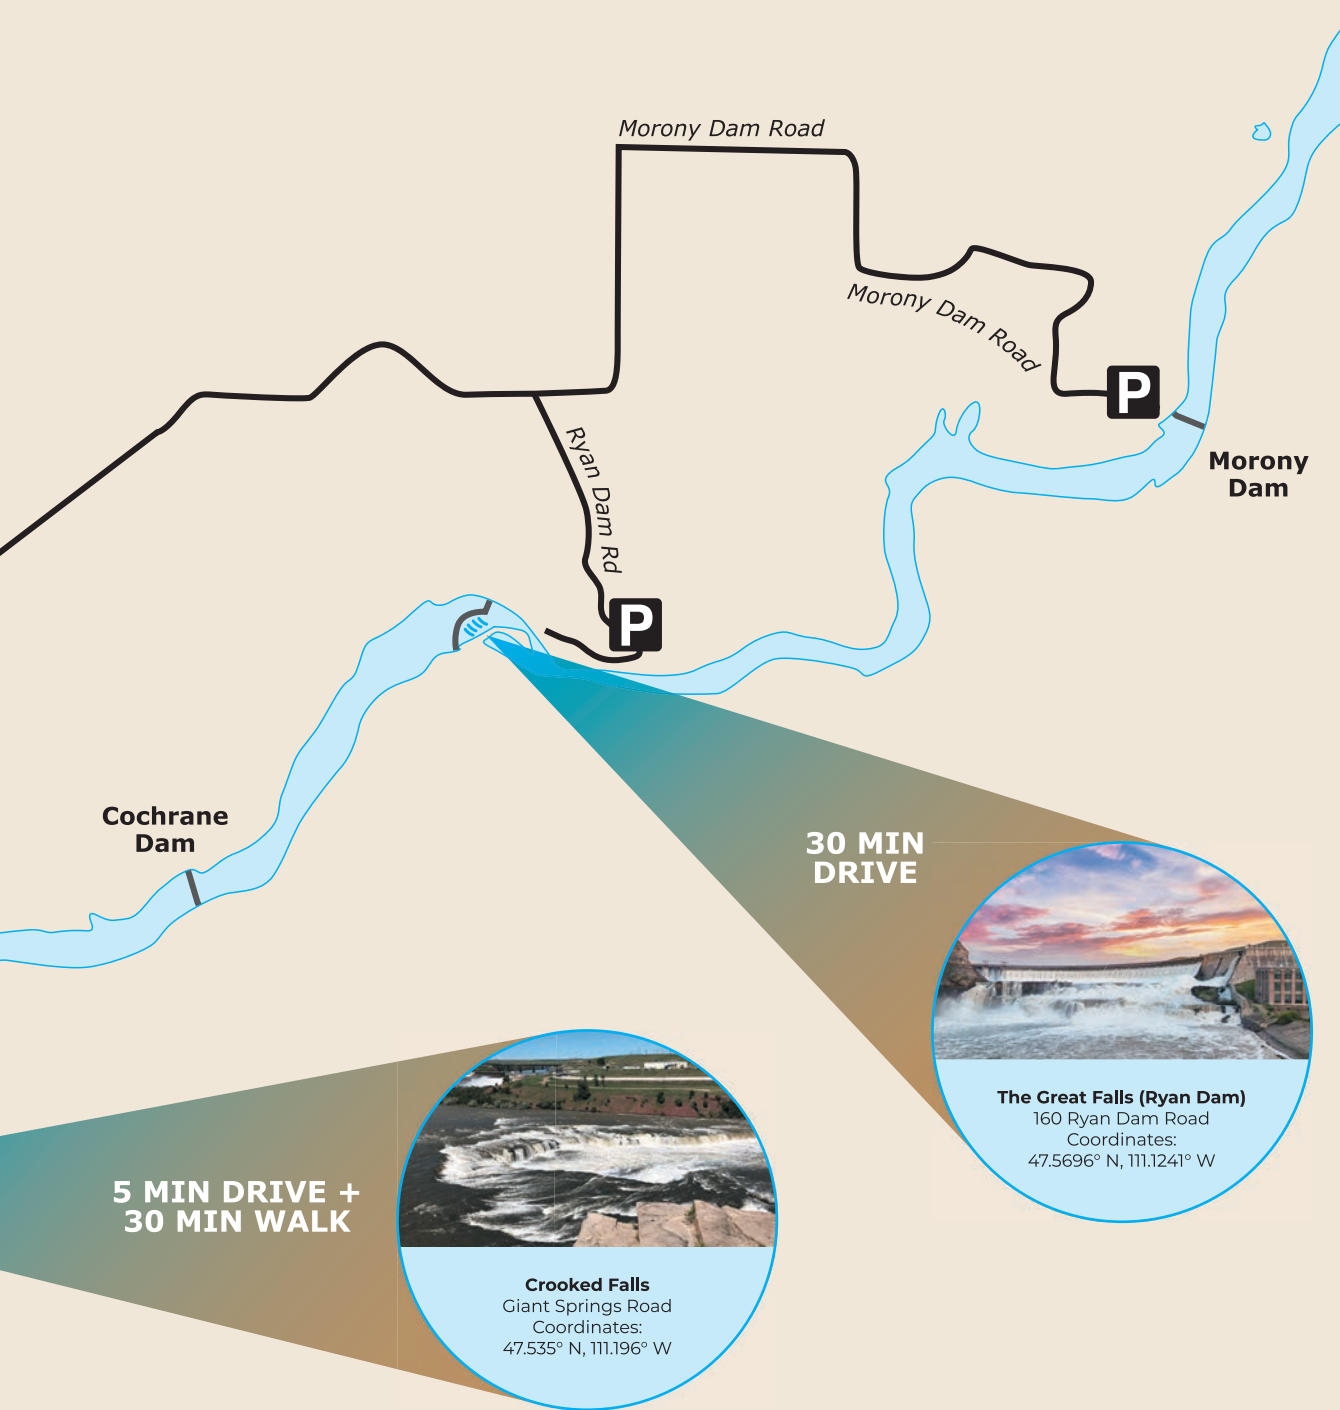 Morony Dam Road
Morony Dam Road
P
Morony
Dam
Ryan Dam Rd
P
Cochrane
Dam
30 MIN
DRIVE
The Great Falls (Ryan Dam)
160 Ryan Dam Road
Coordinates:
47.5696° N, 111.1241° W
5 MIN DRIVE +
30 MIN WALK
Crooked Falls
Giant Springs Road
Coordinates:
47.535° N, 111.196° W